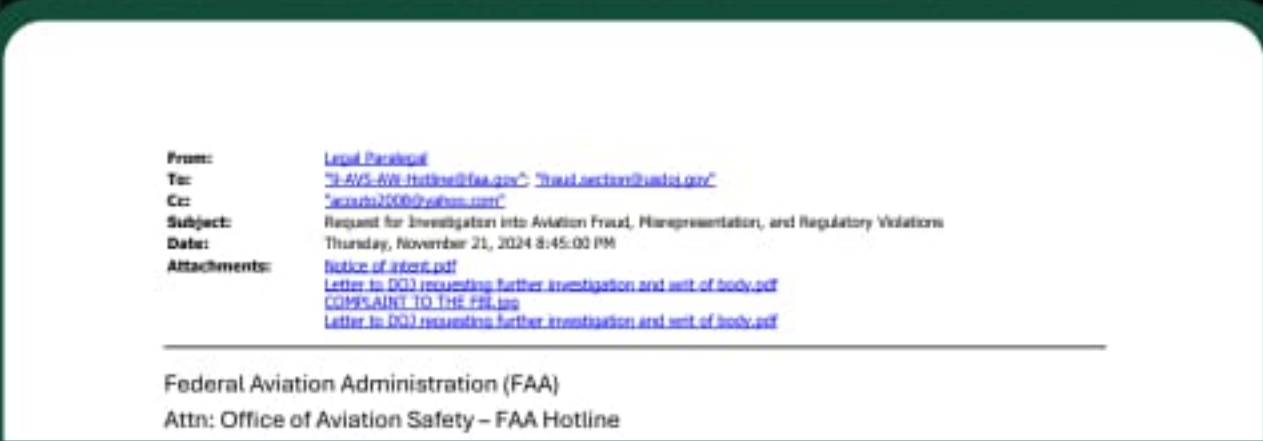 From: Legal Paralegal
To: "9-AVS-AW-Hotline@faa.gov"; "fraud.section@usdoj.gov"
Cc: "acouto2008@yahoo.com"
Subject: Request for Investigation into Aviation Fraud, Misrepresentation, and Regulatory Violations
Date: Thursday, November 21, 2024 8:45:00 PM
Attachments: Notice of intent.pdf
Letter to DOJ requesting further investigation and writ of body.pdf
COMPLAINT TO THE FBI.jpg
Letter to DOJ requesting further investigation and writ of body.pdf
Federal Aviation Administration (FAA)
Attn: Office of Aviation Safety – FAA Hotline